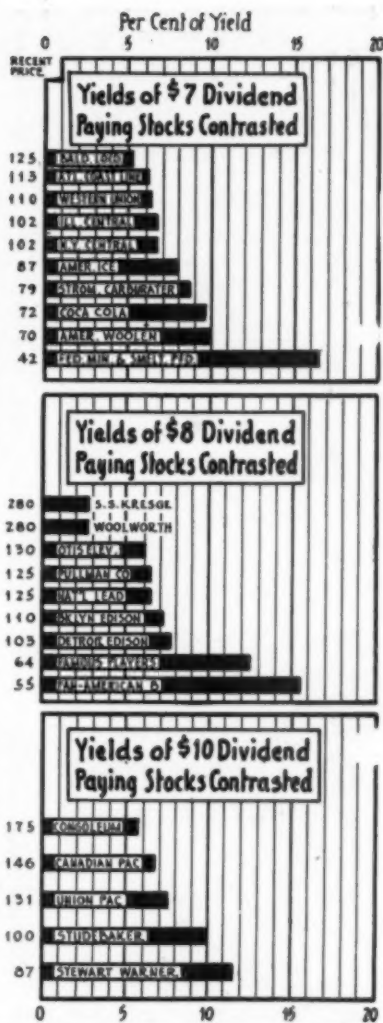 Per Cent of Yield
0 5 10 15 20
RECENT
PRICE
Yields of $7 Dividend
Paying Stocks Contrasted
125 BALD. LOCO.
113 ATL. COAST LINE
110 WESTERN UNION
102 ILL. CENTRAL
102 N.Y. CENTRAL
87 AMER. ICE
79 STROM. CARBURATER
72 COCA COLA
70 AMER. WOOLEN
42 FED. MIN. & SMELT. PFD.
Yields of $8 Dividend
Paying Stocks Contrasted
280 S.S. KRESGE
280 WOOLWORTH
130 OTIS ELEV.
125 PULLMAN CO
125 NAT'L LEAD
110 BKLYN EDISON
103 DETROIT EDISON
64 FAMOUS PLAYERS
55 PAN-AMERICAN B
Yields of $10 Dividend
Paying Stocks Contrasted
175 CONGOLEUM
146 CANADIAN PAC.
131 UNION PAC.
100 STUDEBAKER.
87 STEWART WARNER.
0 5 10 15 20